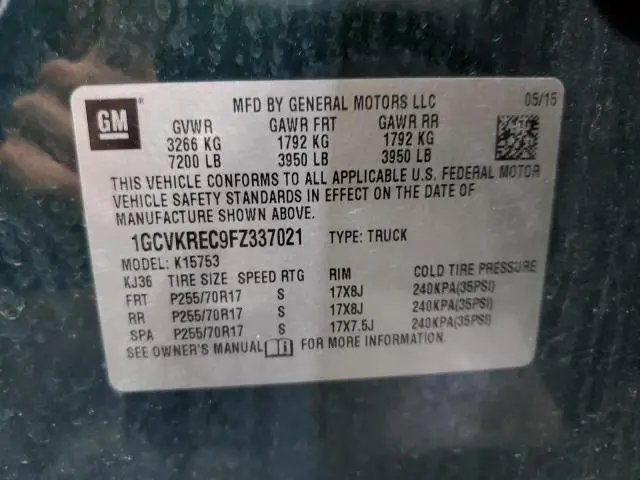 GM
MFD BY GENERAL MOTORS LLC 05/15
GVWR GAWR FRT GAWR RR
3266 KG 1792 KG 1792 KG
7200 LB 3950 LB 3950 LB
THIS VEHICLE CONFORMS TO ALL APPLICABLE U.S. FEDERAL MOTOR
VEHICLE SAFETY STANDARDS IN EFFECT ON THE DATE OF
MANUFACTURE SHOWN ABOVE.
1GCVKREC9FZ337021 TYPE: TRUCK
MODEL: K15753
KJ36 TIRE SIZE SPEED RTG RIM COLD TIRE PRESSURE
FRT P255/70R17 S 17X8J 240KPA(35PSI)
RR P255/70R17 S 17X8J 240KPA(35PSI)
SPA P255/70R17 S 17X7.5J 240KPA(35PSI)
SEE OWNER'S MANUAL FOR MORE INFORMATION.